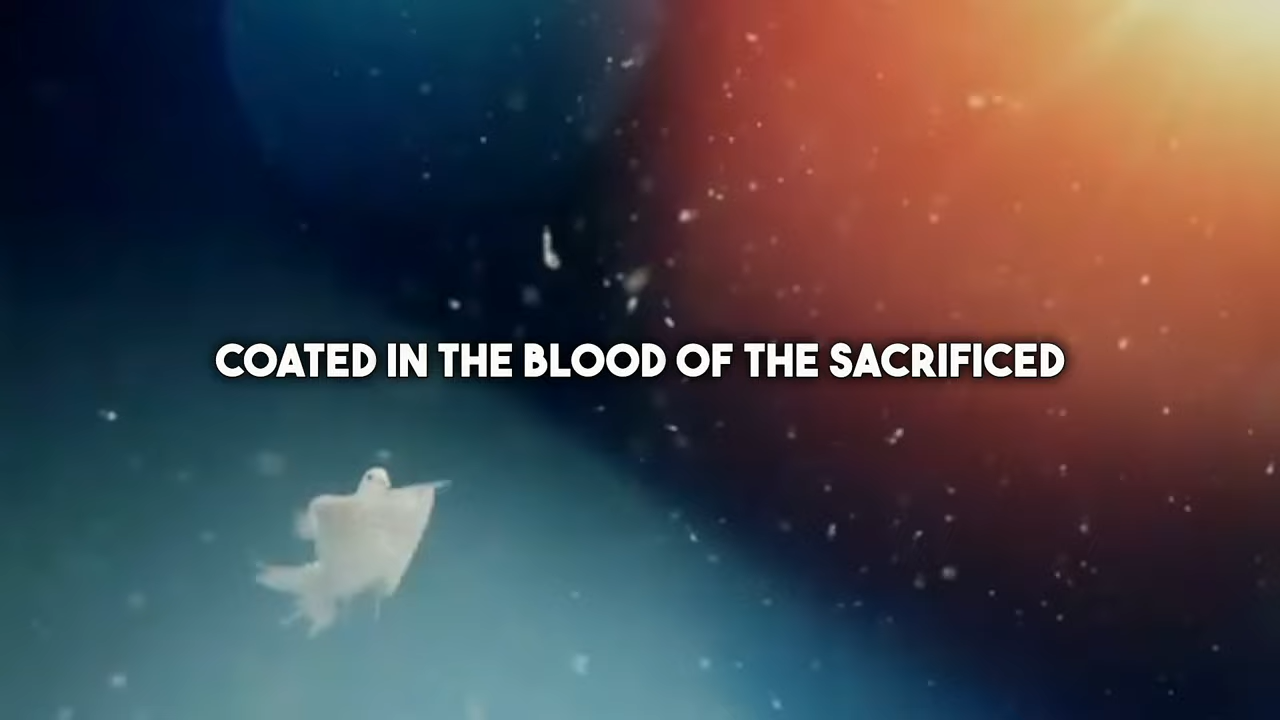 COATED IN THE BLOOD OF THE SACRIFICED